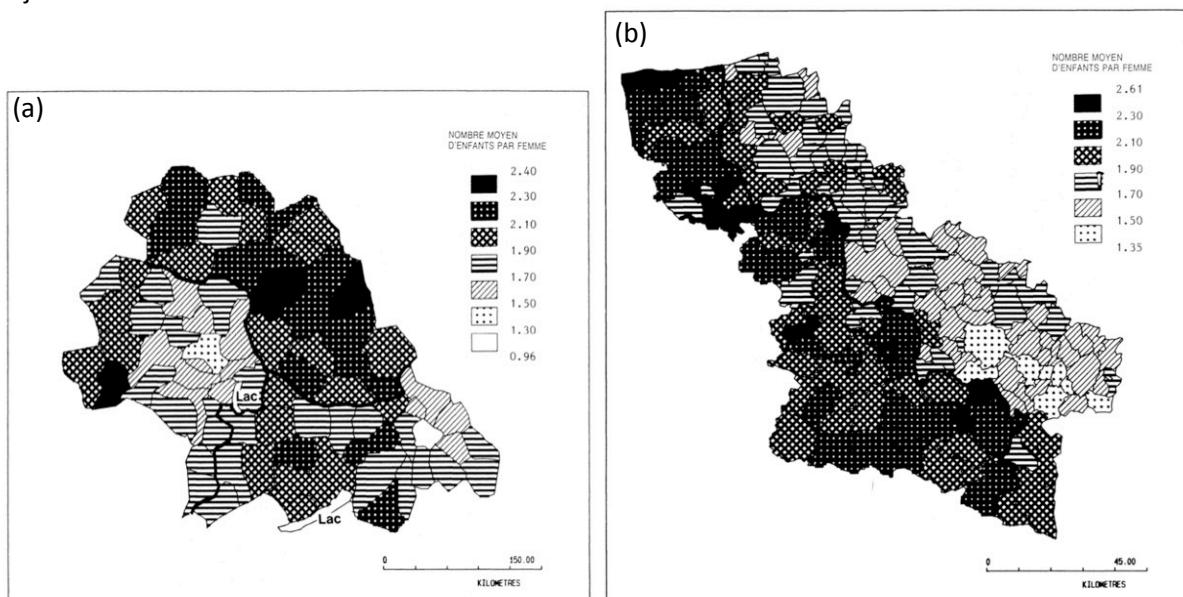 (a)
NOMBRE MOYEN
D'ENFANTS PAR FEMME
2.40
2.30
2.10
1.90
1.70
1.50
1.30
0.96
Lac
Lac
0 150.00
KILOMETRES
(b)
NOMBRE MOYEN
D'ENFANTS PAR FEMME
2.61
2.30
2.10
1.90
1.70
1.50
1.35
0 45.00
KILOMETRES